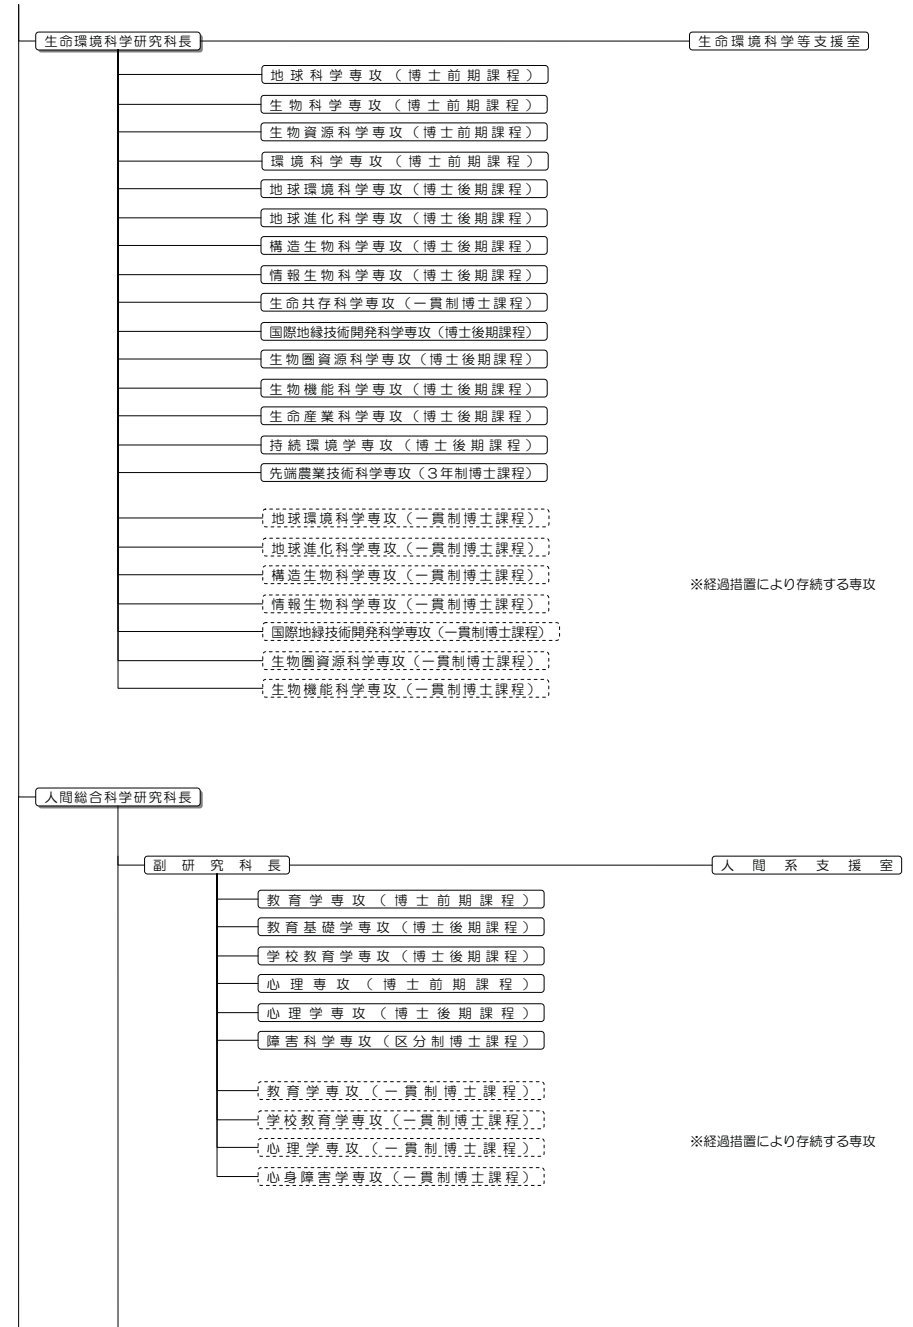 生命環境科学研究科長
生命環境科学等支援室
地球科学専攻（博士前期課程）
生物科学専攻（博士前期課程）
生物資源科学専攻（博士前期課程）
環境科学専攻（博士前期課程）
地球環境科学専攻（博士後期課程）
地球進化科学専攻（博士後期課程）
構造生物科学専攻（博士後期課程）
情報生物科学専攻（博士後期課程）
生命共存科学専攻（一貫制博士課程）
国際地縁技術開発科学専攻（博士後期課程）
生物圏資源科学専攻（博士後期課程）
生物機能科学専攻（博士後期課程）
生命産業科学専攻（博士後期課程）
持続環境学専攻（博士後期課程）
先端農業技術科学専攻（３年制博士課程）
地球環境科学専攻（一貫制博士課程）
地球進化科学専攻（一貫制博士課程）
構造生物科学専攻（一貫制博士課程）
※経過措置により存続する専攻
情報生物科学専攻（一貫制博士課程）
国際地縁技術開発科学専攻（一貫制博士課程）
生物圏資源科学専攻（一貫制博士課程）
生物機能科学専攻（一貫制博士課程）
人間総合科学研究科長
副研究科長
人間系支援室
教育学専攻（博士前期課程）
教育基礎学専攻（博士後期課程）
学校教育学専攻（博士後期課程）
心理専攻（博士前期課程）
心理学専攻（博士後期課程）
障害科学専攻（区分制博士課程）
教育学専攻（一貫制博士課程）
学校教育学専攻（一貫制博士課程）
※経過措置により存続する専攻
心理学専攻（一貫制博士課程）
心身障害学専攻（一貫制博士課程）